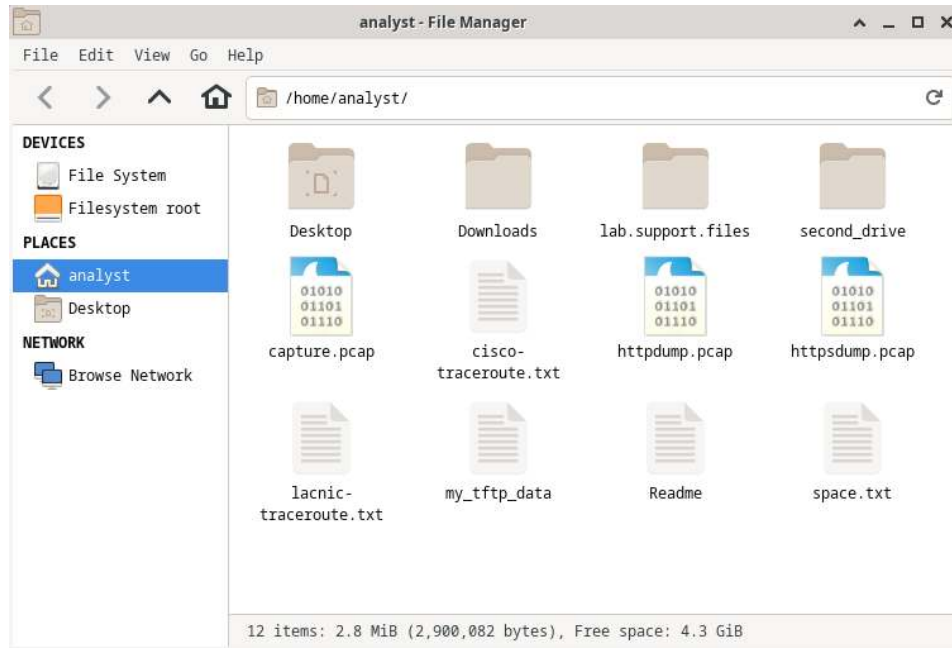 analyst - File Manager
File Edit View Go Help
/home/analyst/
DEVICES
File System
Filesystem root
PLACES
analyst
Desktop
NETWORK
Browse Network
Desktop Downloads lab.support.files second_drive
01010 01010 01010
01101 01101 01101
01110 01110 01110
capture.pcap cisco- httpdump.pcap httpsdump.pcap
traceroute.txt
lacnic- my_tftp_data Readme space.txt
traceroute.txt
12 items: 2.8 MiB (2,900,082 bytes), Free space: 4.3 GiB